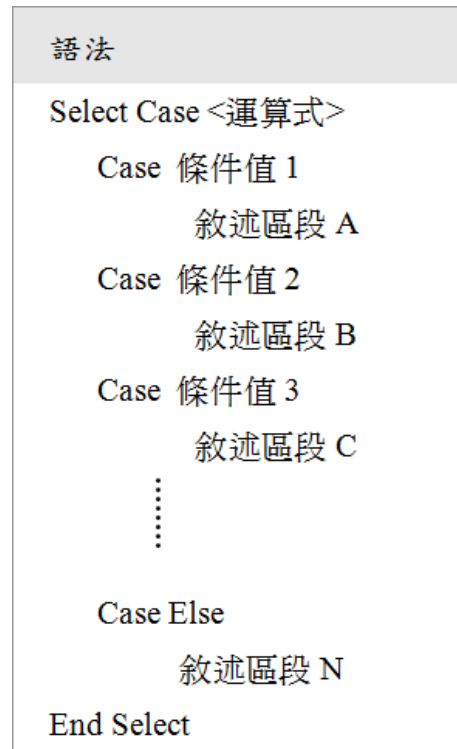 語法
Select Case <運算式>
Case 條件值 1
敘述區段 A
Case 條件值 2
敘述區段 B
Case 條件值 3
敘述區段 C
Case Else
敘述區段 N
End Select